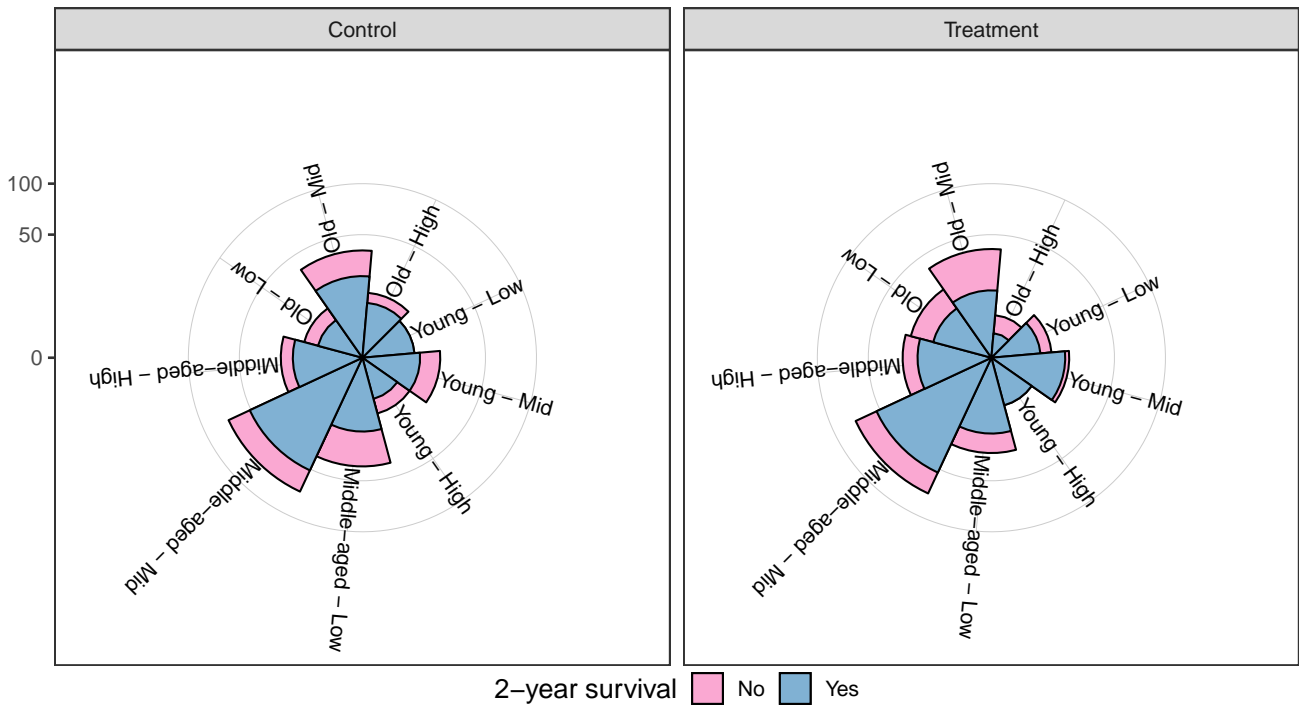 Control
Treatment
100
50
0
Old − Mid
Old − High
Old − Low
Young − Low
Middle−aged − High
Young − Mid
Young − High
Middle−aged − Mid
Middle−aged − Low
Old − Mid
Old − High
Old − Low
Young − Low
Middle−aged − High
Young − Mid
Young − High
Middle−aged − Mid
Middle−aged − Low
2−year survival No Yes